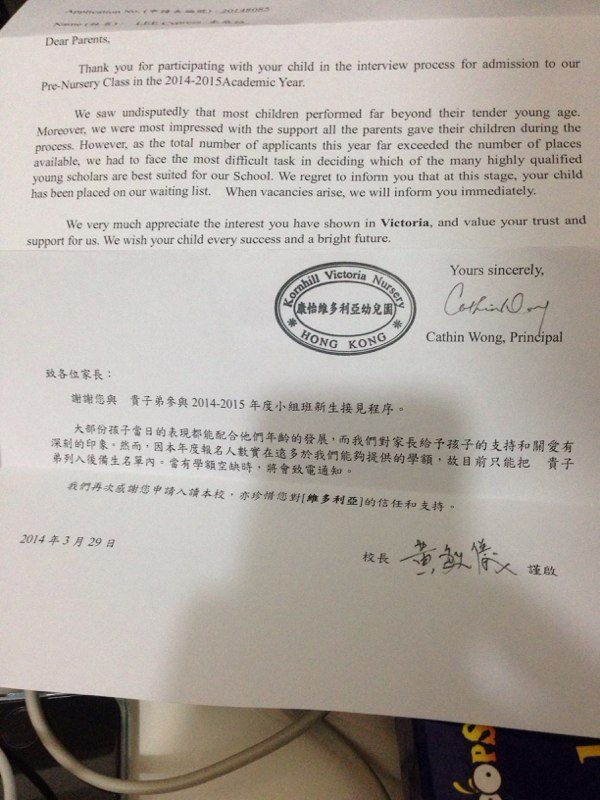 Application No.
Name LEE Cyprus
Dear Parents,
Thank you for participating with your child in the interview process for admission to our
Pre-Nursery Class in the 2014-2015Academic Year.
We saw undisputedly that most children performed far beyond their tender young age.
Moreover, we were most impressed with the support all the parents gave their children during the
process. However, as the total number of applicants this year far exceeded the number of places
available, we had to face the most difficult task in deciding which of the many highly qualified
young scholars are best suited for our School. We regret to inform you that at this stage, your child
has been placed on our waiting list. When vacancies arise, we will inform you immediately.
We very much appreciate the interest you have shown in Victoria, and value your trust and
support for us. We wish your child every success and a bright future.
Yours sincerely,
Kornhill Victoria Nursery
康怡維多利亞幼兒園
HONG KONG
Cathin Wong
Cathin Wong, Principal
致各位家長：
謝謝您與 貴子弟參與 2014-2015 年度小組班新生接見程序。
大部份孩子當日的表現都能配合他們年齡的發展，而我們對家長給予孩子的支持和關愛有
深刻的印象。然而，因本年度報名人數實在遠多於我們能夠提供的學額，故目前只能把 貴子
弟列入後備生名單內。當有學額空缺時，將會致電通知。
我們再次感謝您申請入讀本校，亦珍惜您對[維多利亞]的信任和支持。
2014 年 3 月 29 日
校長 黃敏儀 謹啟
OPS